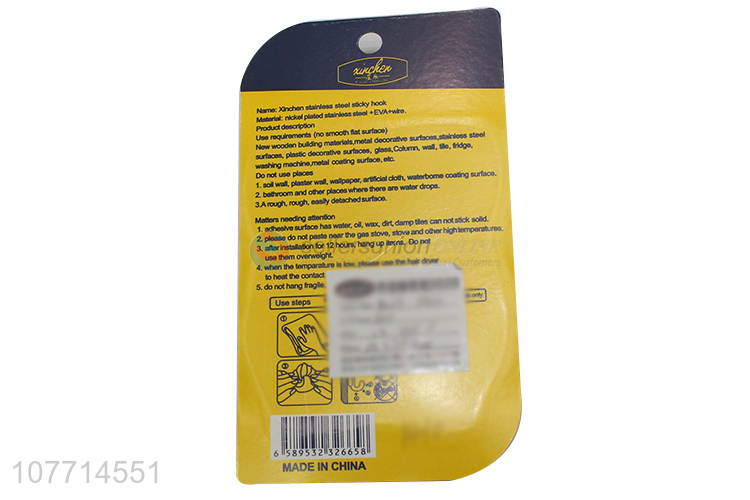 xinchen
Name: Xinchen stainless steel sticky hook
Material: nickel plated stainless steel +EVA+wire.
Product description
Use requirements (no smooth flat surface)
New wooden building materials,metal decorative surfaces,stainless steel
surfaces, plastic decorative surfaces, glass,Column, wall, tile, fridge,
washing machine,metal coating surface, etc.
Do not use places
1. soil wall, plaster wall, wallpaper, artificial cloth, waterborne coating surface.
2. bethroom and other places where there are water drops.
3.A rough, rough, easily detached surface.
Matters needing attention
1. adhesive surface has water, oil, wax, dirt, damp tiles can not stick solid.
2. please do not paste near the gas stove, stova and other hightemperatures.
3. after installation for 12 hours, hang up items. Do not
use them overweight.
4. when the temparature is low, please use the hair dryer
to heat the contact
5. do not hang fragile,
Use steps
only.
6 589532 326658
MADE IN CHINA
107714551